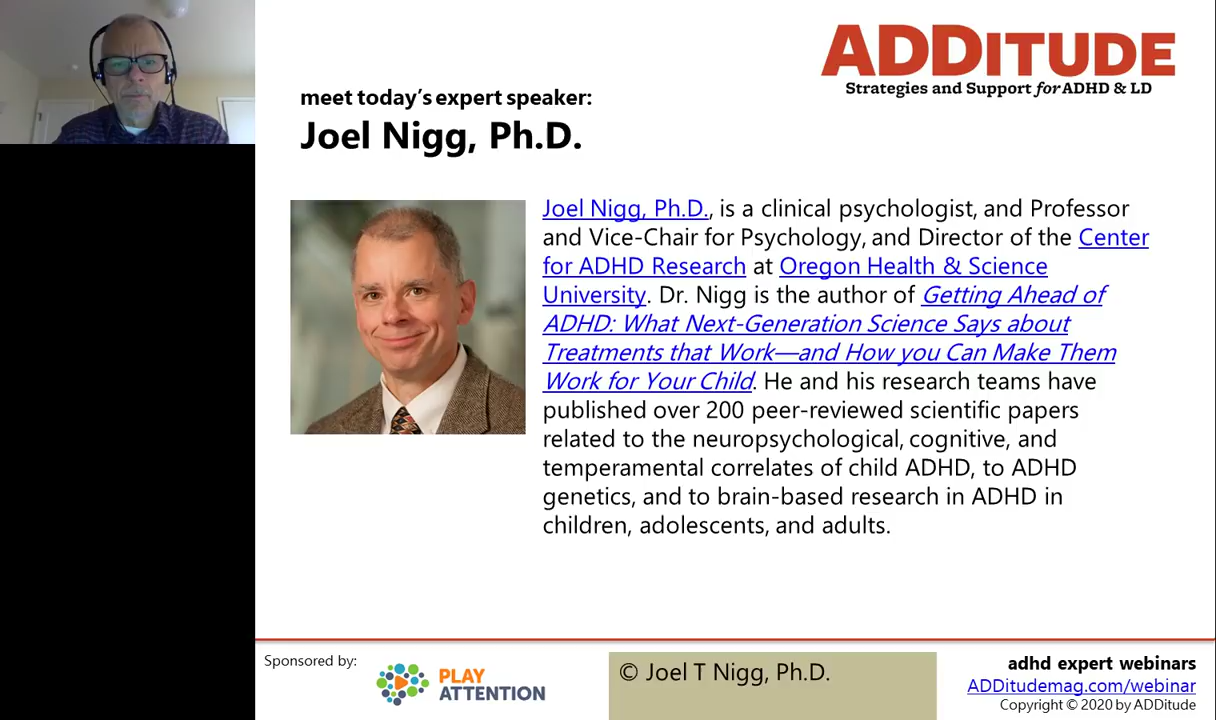 ADDITUDE
Strategies and Support for ADHD & LD
meet today's expert speaker:
Joel Nigg, Ph.D.
Joel Nigg, Ph.D., is a clinical psychologist, and Professor
and Vice-Chair for Psychology, and Director of the Center
for ADHD Research at Oregon Health & Science
University. Dr. Nigg is the author of Getting Ahead of
ADHD: What Next-Generation Science Says about
Treatments that Work—and How you Can Make Them
Work for Your Child. He and his research teams have
published over 200 peer-reviewed scientific papers
related to the neuropsychological, cognitive, and
temperamental correlates of child ADHD, to ADHD
genetics, and to brain-based research in ADHD in
children, adolescents, and adults.
Sponsored by:
PLAY
ATTENTION
© Joel T Nigg, Ph.D.
adhd expert webinars
ADDitudemag.com/webinar
Copyright © 2020 by ADDitude